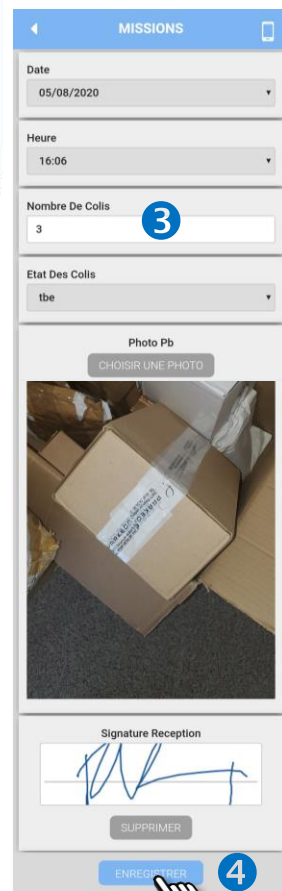 MISSIONS
Date
05/08/2020
Heure
16:06
Nombre De Colis
3
3
Etat Des Colis
tbe
Photo Pb
CHOISIR UNE PHOTO
Signature Reception
SUPPRIMER
ENREGISTRER
4